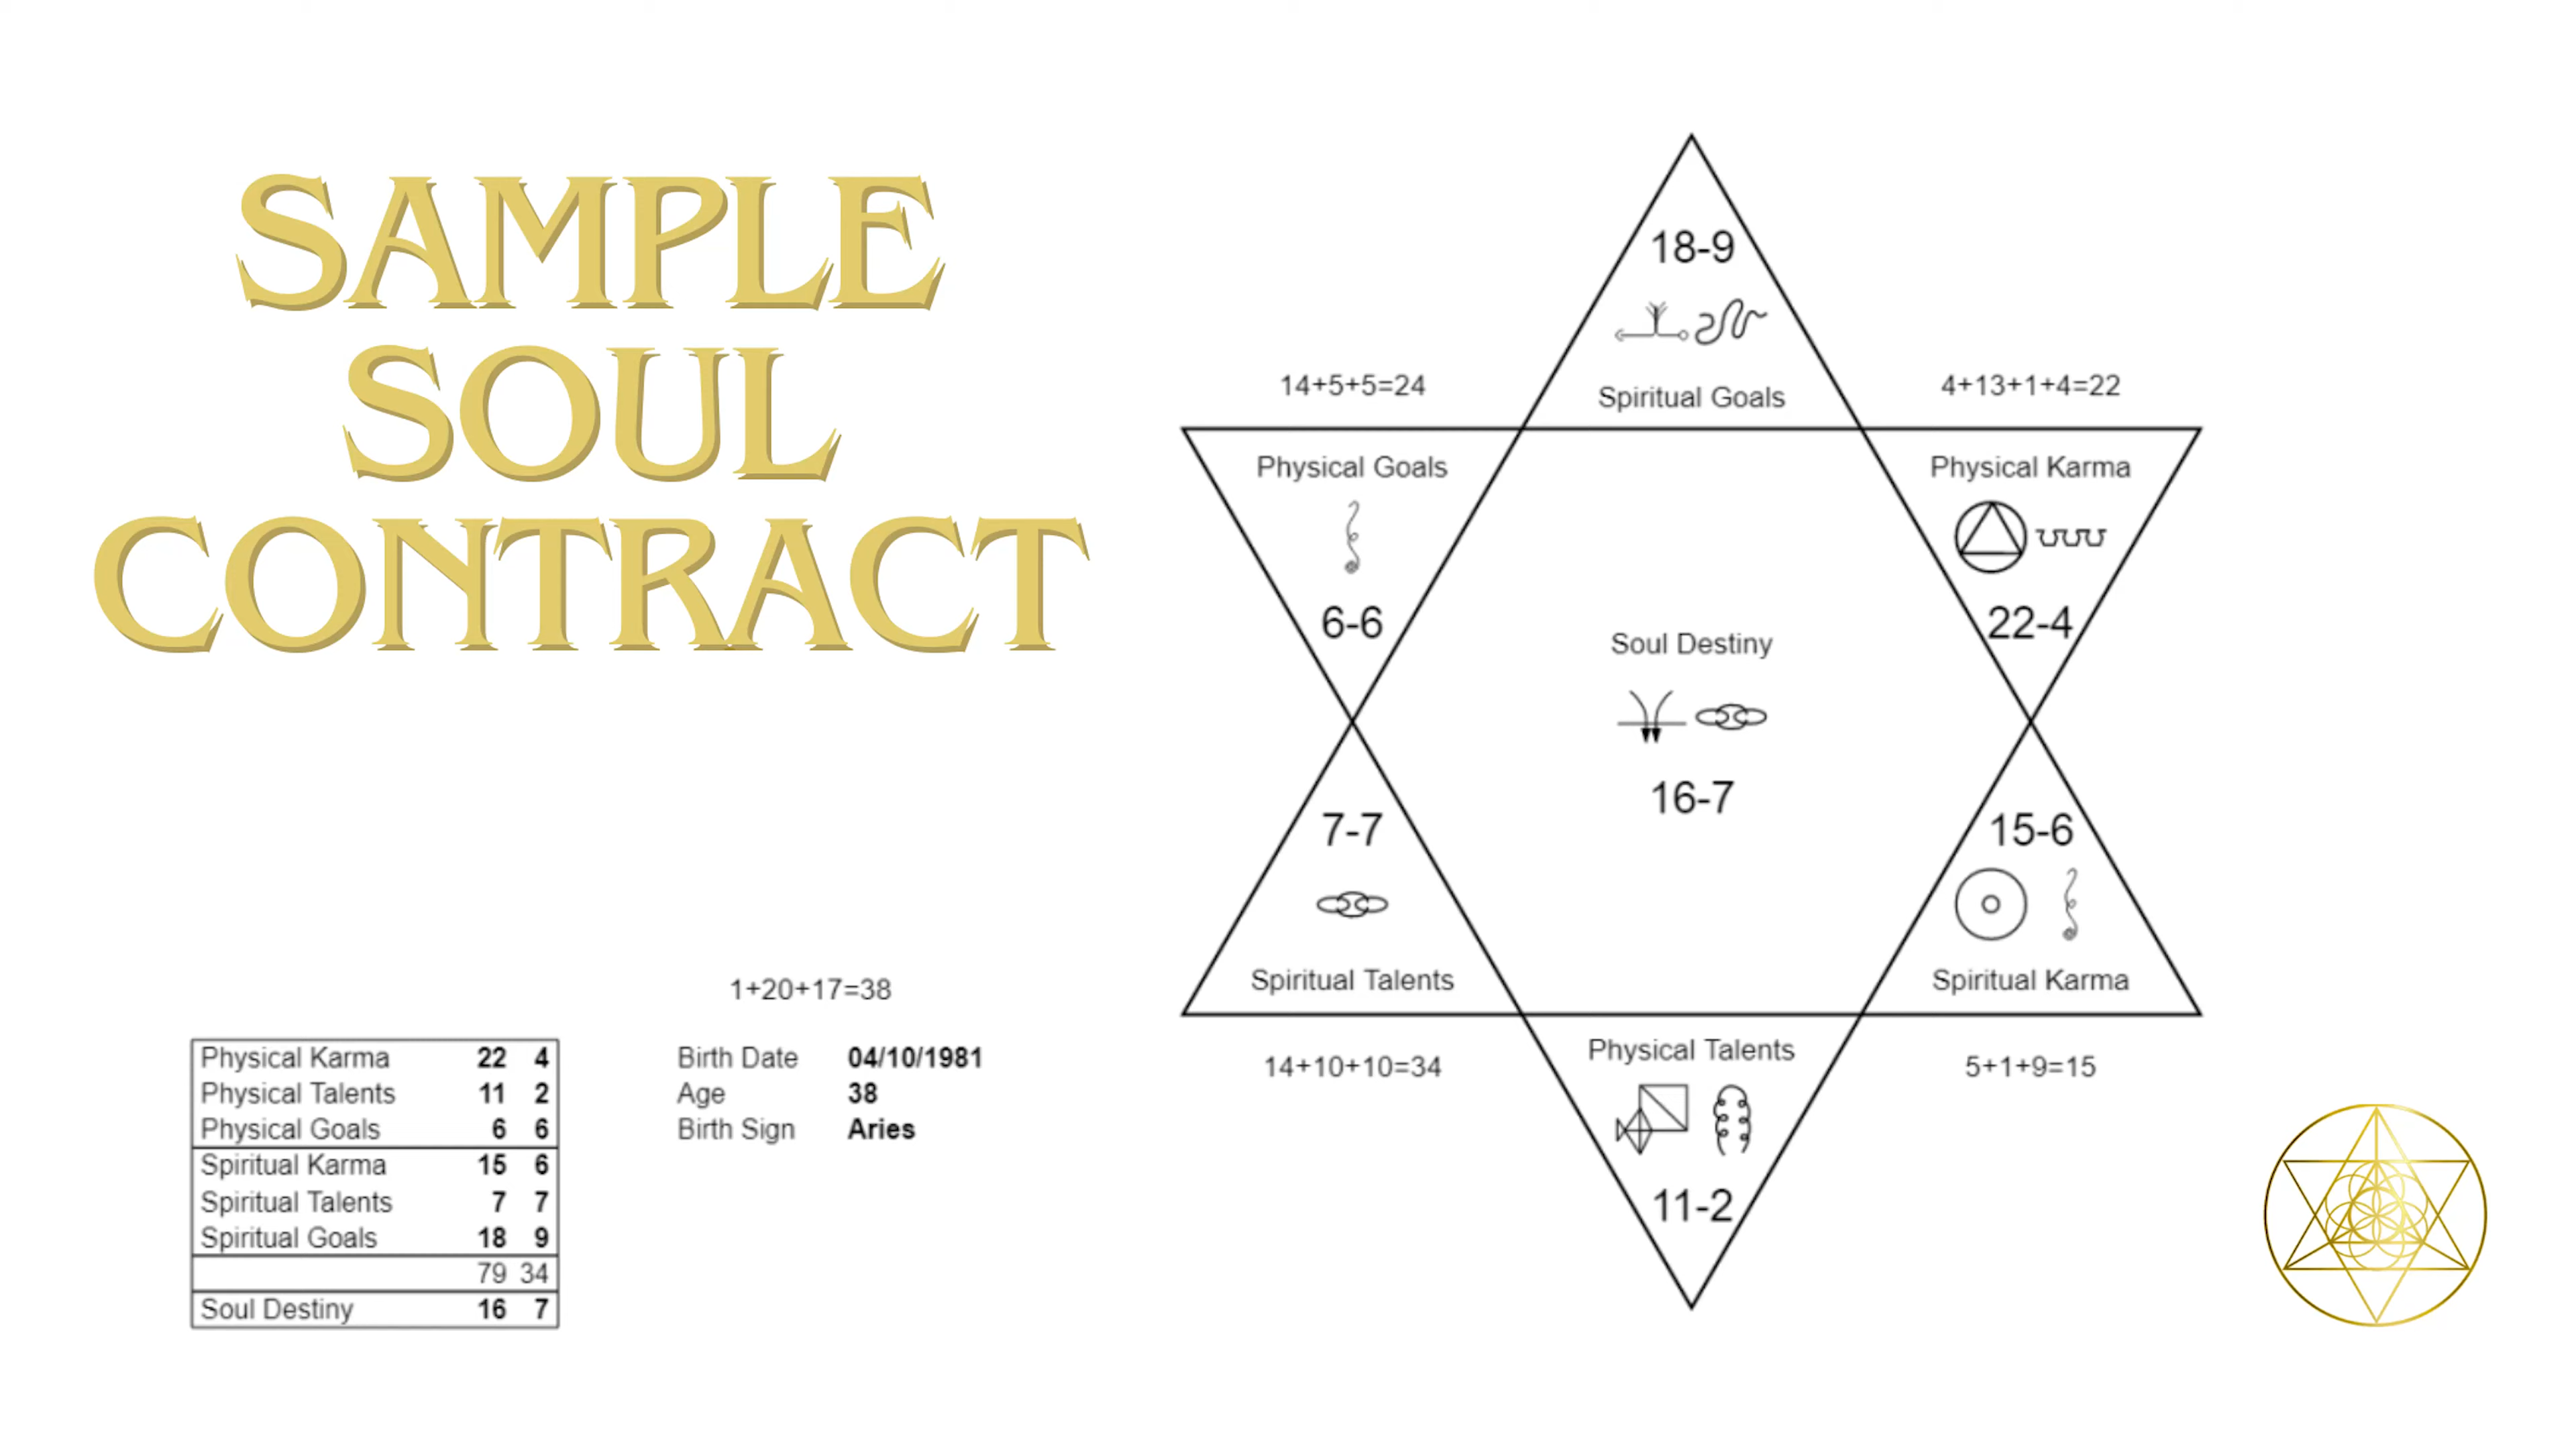 SAMPLE
SOUL
CONTRACT
18-9
Spiritual Goals
14+5+5=24
4+13+1+4=22
Physical Goals
6-6
Physical Karma
22-4
Soul Destiny
16-7
7-7
Spiritual Talents
15-6
Spiritual Karma
14+10+10=34
5+1+9=15
Physical Talents
11-2
1+20+17=38
Physical Karma 22 4
Physical Talents 11 2
Physical Goals 6 6
Spiritual Karma 15 6
Spiritual Talents 7 7
Spiritual Goals 18 9
79 34
Soul Destiny 16 7
Birth Date 04/10/1981
Age 38
Birth Sign Aries